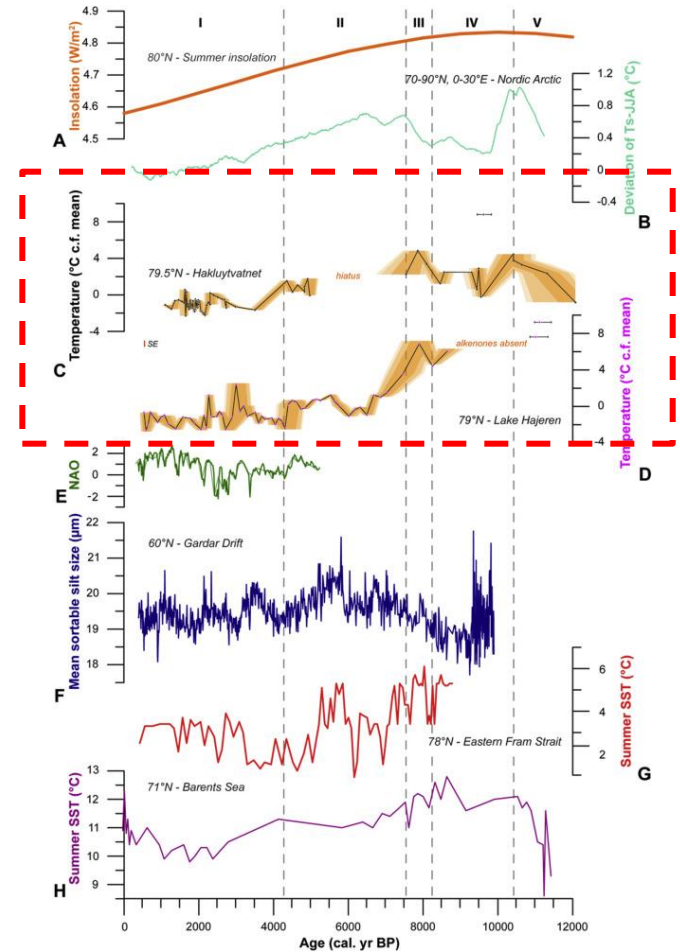 4.9
4.8
4.7
4.6
4.5
Insolation (W/m²)
A
I
II
III
IV
V
80°N - Summer insolation
70-90°N, 0-30°E - Nordic Arctic
1.2
0.8
0.4
0
-0.4
Deviation of Ts-JJA (°C)
B
8
4
0
-4
Temperature (°C c.f. mean)
C
79.5°N - Hakluytvatnet
hiatus
SE
alkenones absent
79°N - Lake Hajeren
8
4
0
-4
Temperature (°C c.f. mean)
D
2
0
-2
NAO
E
22
21
20
19
18
Mean sortable silt size (µm)
F
60°N - Gardar Drift
6
4
2
Summer SST (°C)
G
78°N - Eastern Fram Strait
13
12
11
10
9
Summer SST (°C)
H
71°N - Barents Sea
0
2000
4000
6000
8000
10000
12000
Age (cal. yr BP)